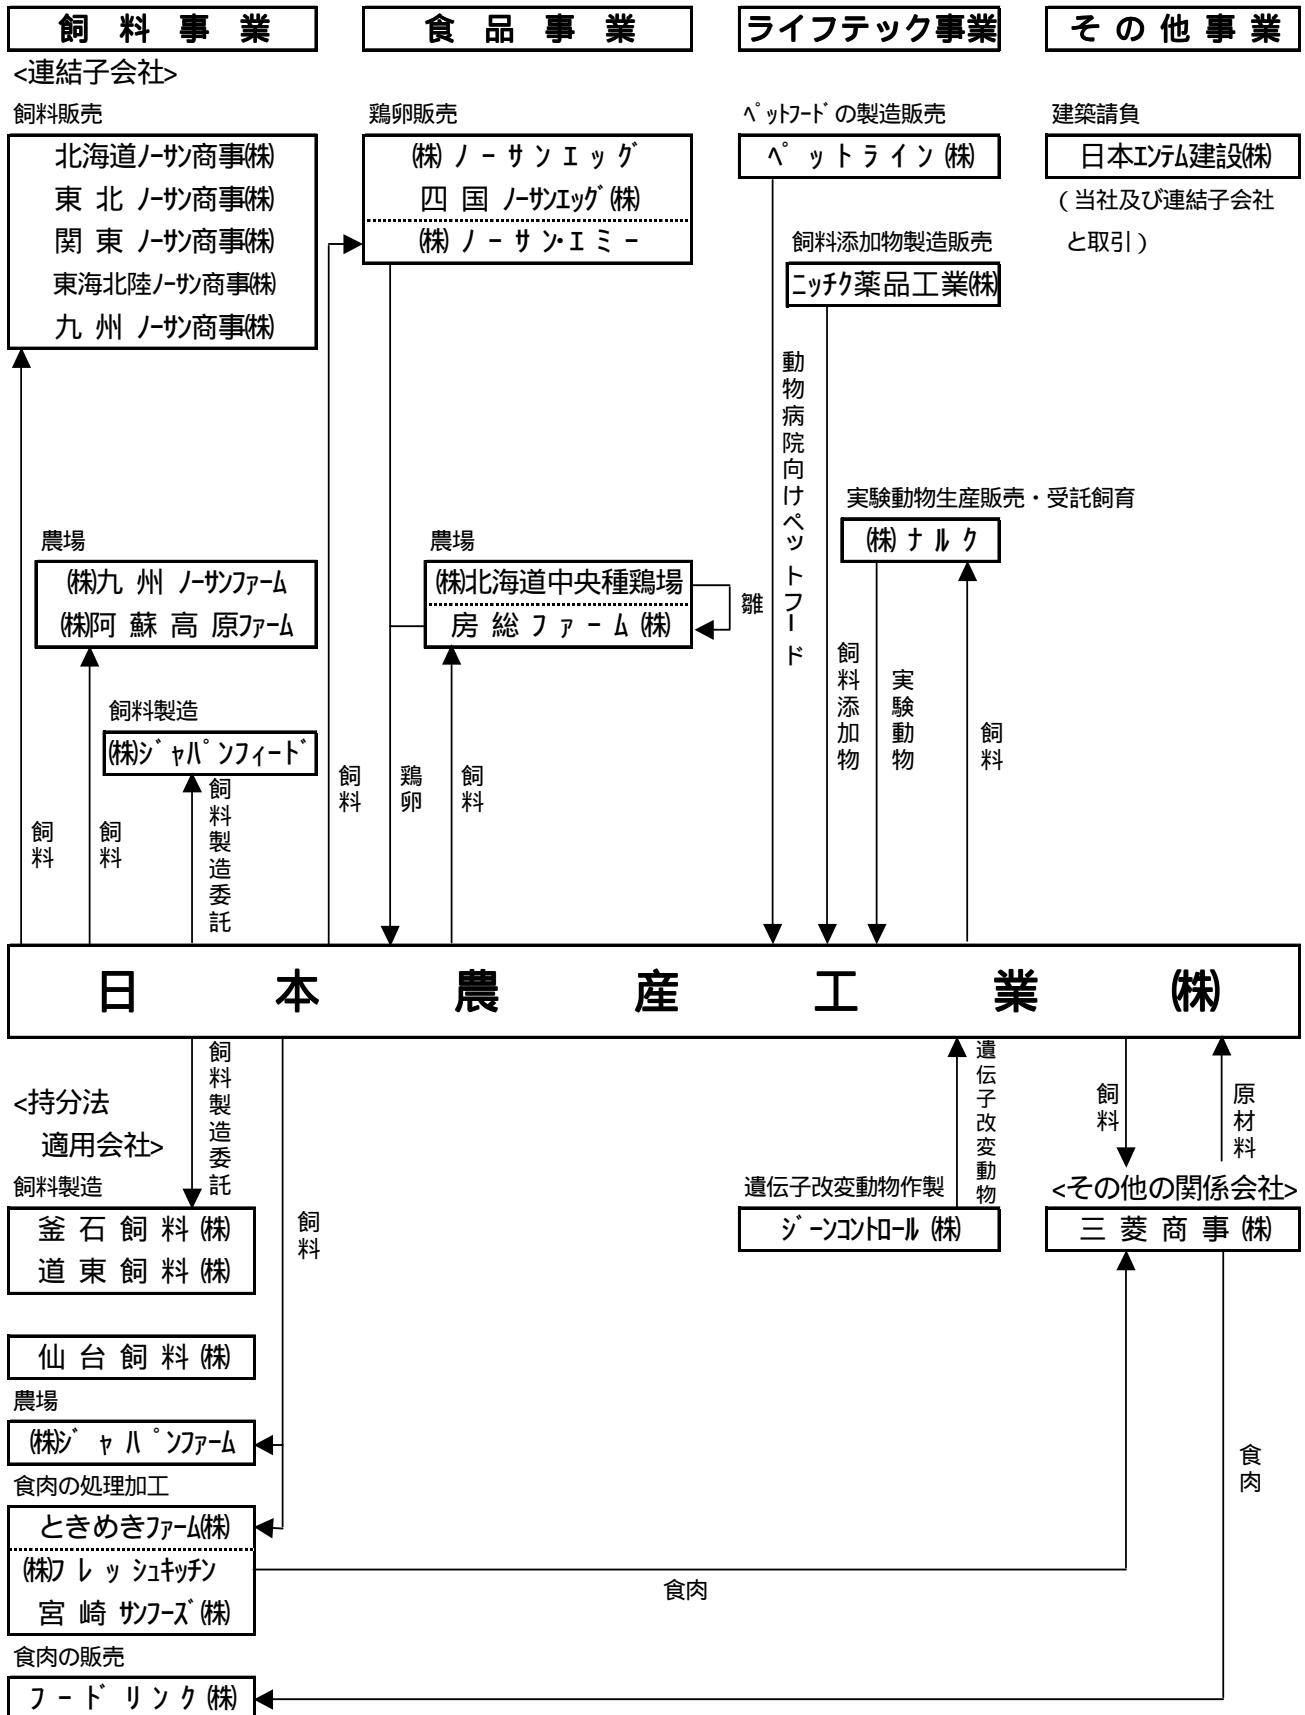 飼料事業
食品事業
ライフテック事業
その他事業
<連結子会社>
飼料販売
北海道ノーサン商事㈱
東北ノーサン商事㈱
関東ノーサン商事㈱
東海北陸ノーサン商事㈱
九州ノーサン商事㈱
鶏卵販売
㈱ノーサンエッグ
四国ノーサンエッグ㈱
㈱ノーサン・エミー
ペットフードの製造販売
ペットライン㈱
飼料添加物製造販売
ニッチク薬品工業㈱
建築請負
日本エンテム建設㈱
(当社及び連結子会社
と取引)
動物病院向けペットフード
実験動物生産販売・受託飼育
㈱ナルク
農場
㈱九州ノーサンファーム
㈱阿蘇高原ファーム
農場
㈱北海道中央種鶏場
房総ファーム㈱
雛
飼料製造
㈱ジャパンフィード
飼料
飼料
飼料製造委託
飼料
鶏卵
飼料
飼料添加物
実験動物
飼料
日本農産工業㈱
飼料製造委託
飼料
遺伝子改変動物
飼料
原材料
<持分法
適用会社>
飼料製造
釜石飼料㈱
道東飼料㈱
仙台飼料㈱
農場
㈱ジャパンファーム
食肉の処理加工
ときめきファーム㈱
㈱フレッシュキッチン
宮崎サンフーズ㈱
食肉の販売
フードリンク㈱
遺伝子改変動物作製
ジーンコントロール㈱
<その他の関係会社>
三菱商事㈱
食肉
食肉